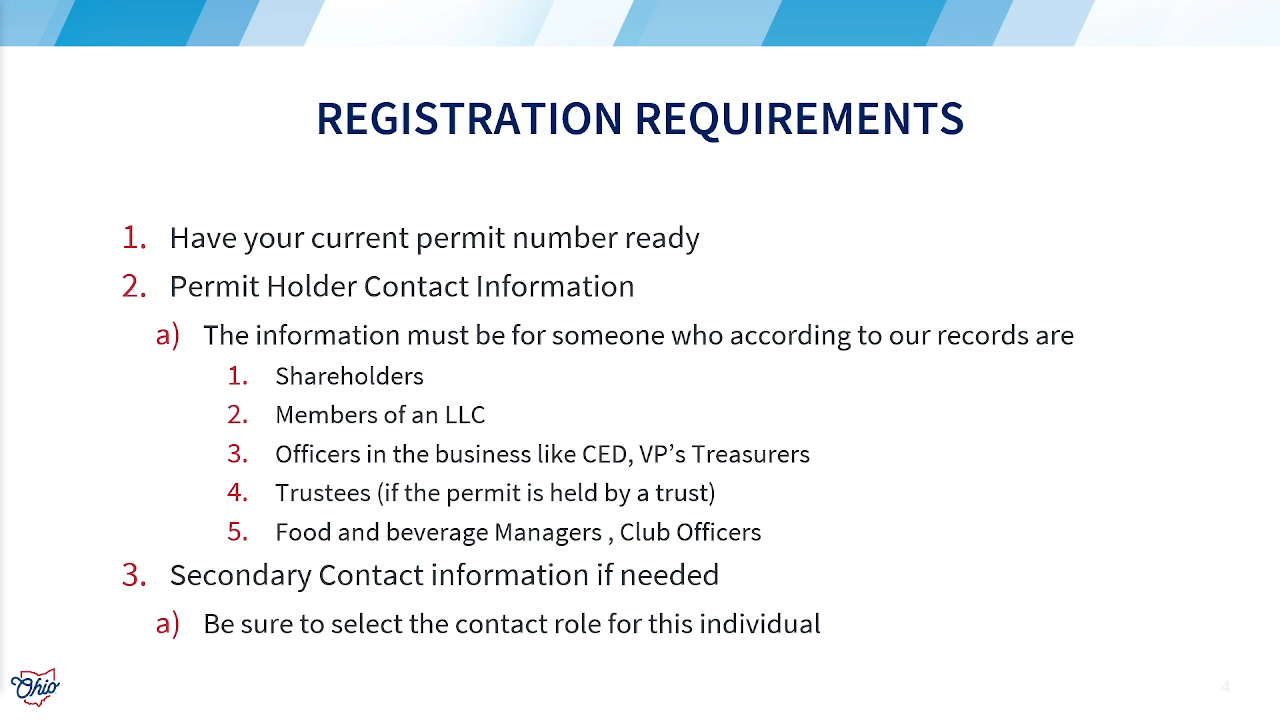 REGISTRATION REQUIREMENTS
1. Have your current permit number ready
2. Permit Holder Contact Information
a) The information must be for someone who according to our records are
1. Shareholders
2. Members of an LLC
3. Officers in the business like CED, VP’s Treasurers
4. Trustees (if the permit is held by a trust)
5. Food and beverage Managers , Club Officers
3. Secondary Contact information if needed
a) Be sure to select the contact role for this individual
Ohio
4